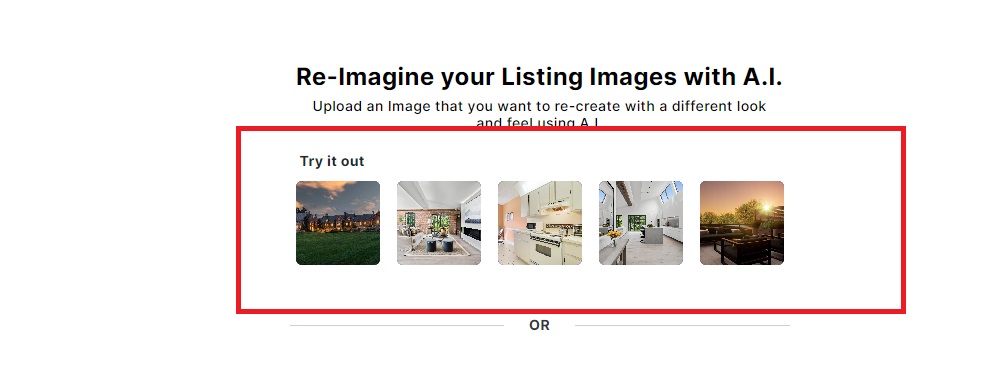 Re-Imagine your Listing Images with A.I.
Upload an Image that you want to re-create with a different look
and feel using A.I.
Try it out
OR